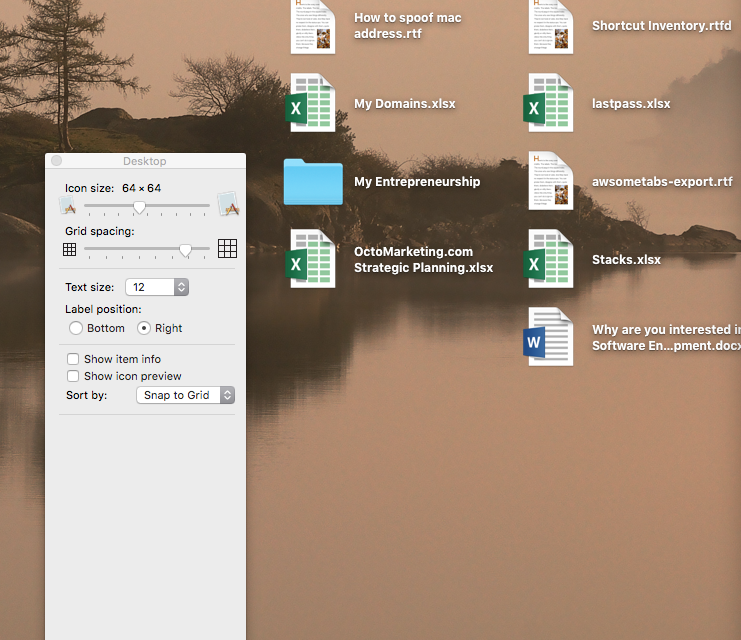 How to spoof mac
address.rtf
Shortcut Inventory.rtfd
My Domains.xlsx
lastpass.xlsx
My Entrepreneurship
awsometabs-export.rtf
OctoMarketing.com
Strategic Planning.xlsx
Stacks.xlsx
Why are you interested in
Software En...pment.docx
Desktop
Icon size: 64 × 64
Grid spacing:
Text size: 12
Label position:
Bottom Right
Show item info
Show icon preview
Sort by: Snap to Grid